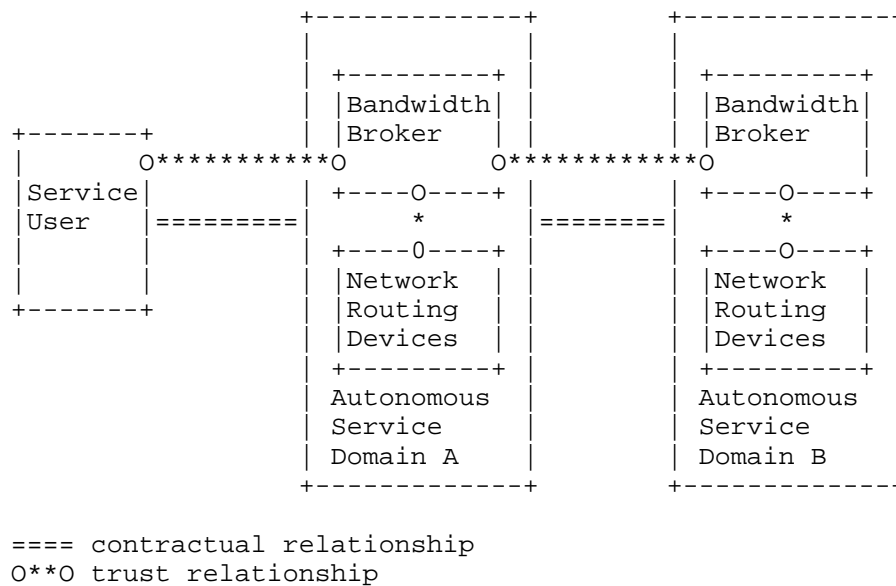 Bandwidth Bandwidth
Broker Broker
Service
User
Network Network
Routing Routing
Devices Devices
Autonomous Autonomous
Service Service
Domain A Domain B
==== contractual relationship
O**O trust relationship